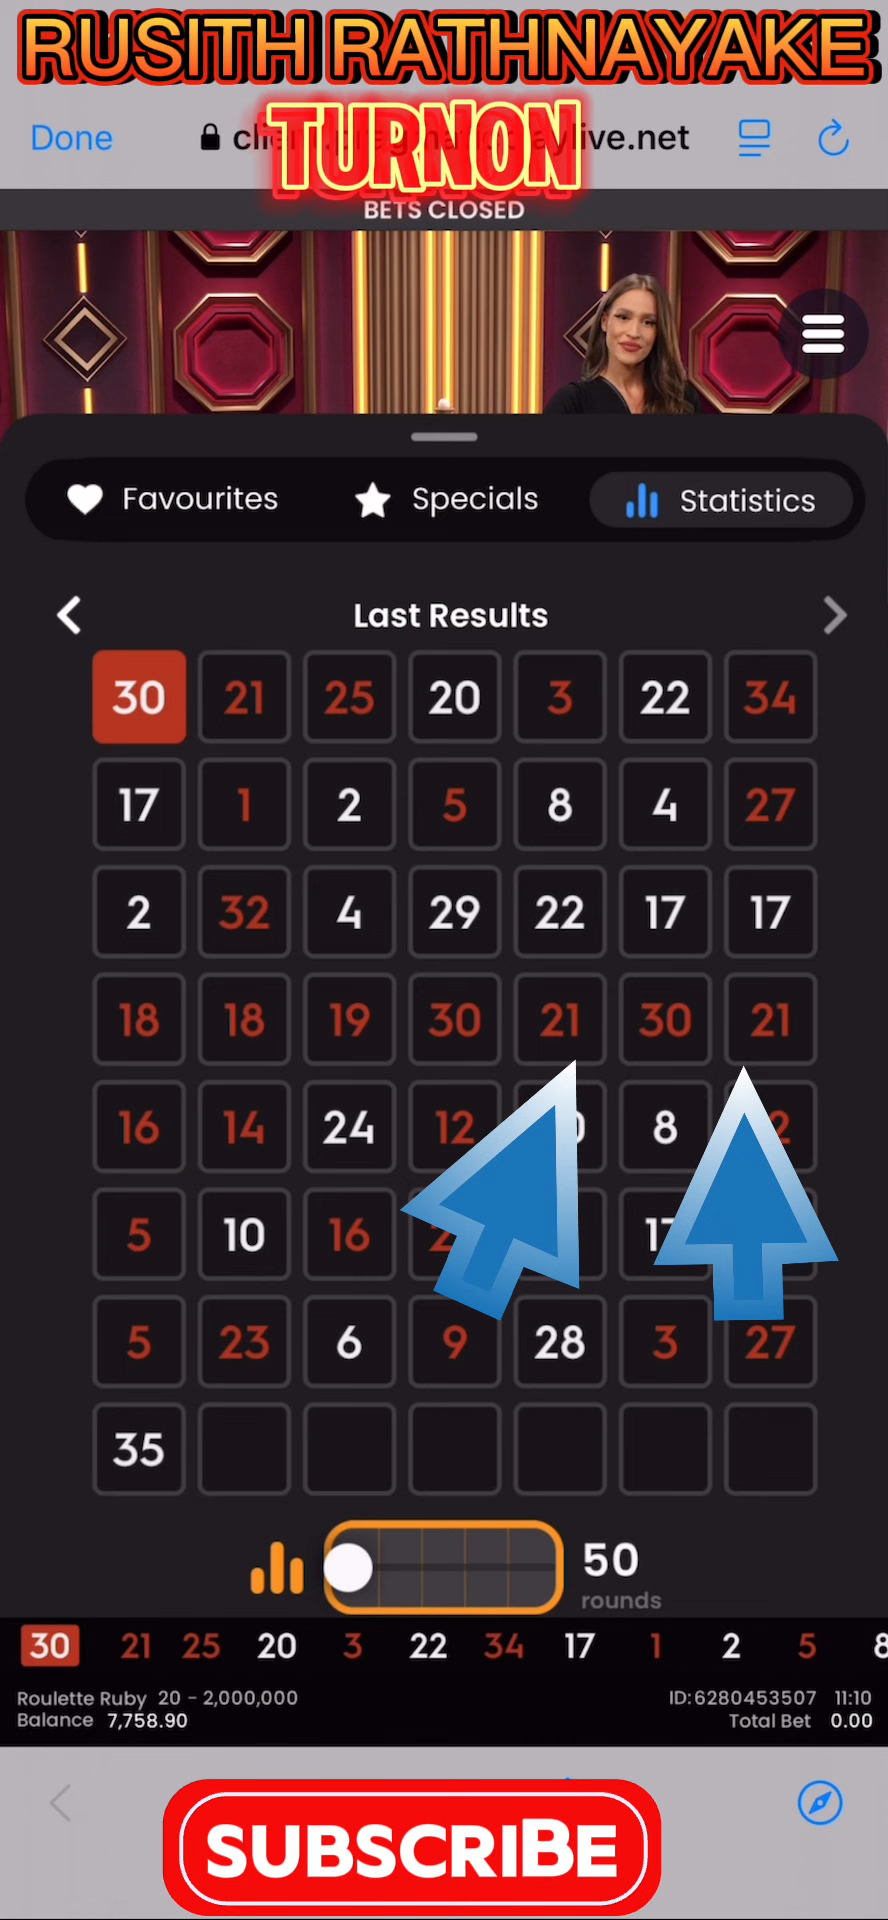 RUSITH RATHNAYAKE
Done
TURNON
BETS CLOSED
Favourites Specials Statistics
Last Results
30 21 25 20 3 22 34
17 1 2 5 8 4 27
2 32 4 29 22 17 17
18 18 19 30 21 30 21
16 14 24 12 8
5 10 16
5 23 6 9 28 3 27
35
50
rounds
30 21 25 20 3 22 34 17 1 2 5 8
Roulette Ruby 20 - 2,000,000 ID:6280453507 11:10
Balance 7,758.90 Total Bet 0.00
SUBSCRIBE